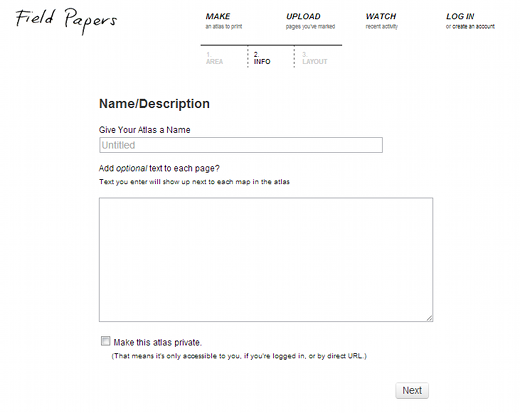 Field Papers
MAKE
an atlas to print
UPLOAD
pages you've marked
WATCH
recent activity
LOG IN
or create an account
1.
AREA
2.
INFO
3.
LAYOUT
Name/Description
Give Your Atlas a Name
Untitled
Add optional text to each page?
Text you enter will show up next to each map in the atlas
Make this atlas private.
(That means it's only accessible to you, if you're logged in, or by direct URL.)
Next